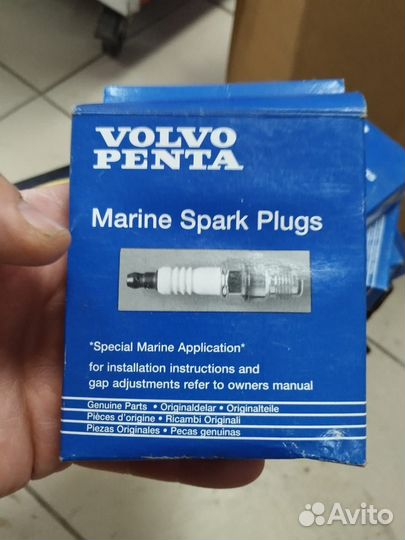 VOLVO
PENTA
Marine Spark Plugs
*Special Marine Application*
for installation instructions and
gap adjustments refer to owners manual
Genuine Parts • Originaldelar • Originalteile
Pièces d'origine • Ricambi Originali
Piezas Originales • Pecas genuinas
Avito